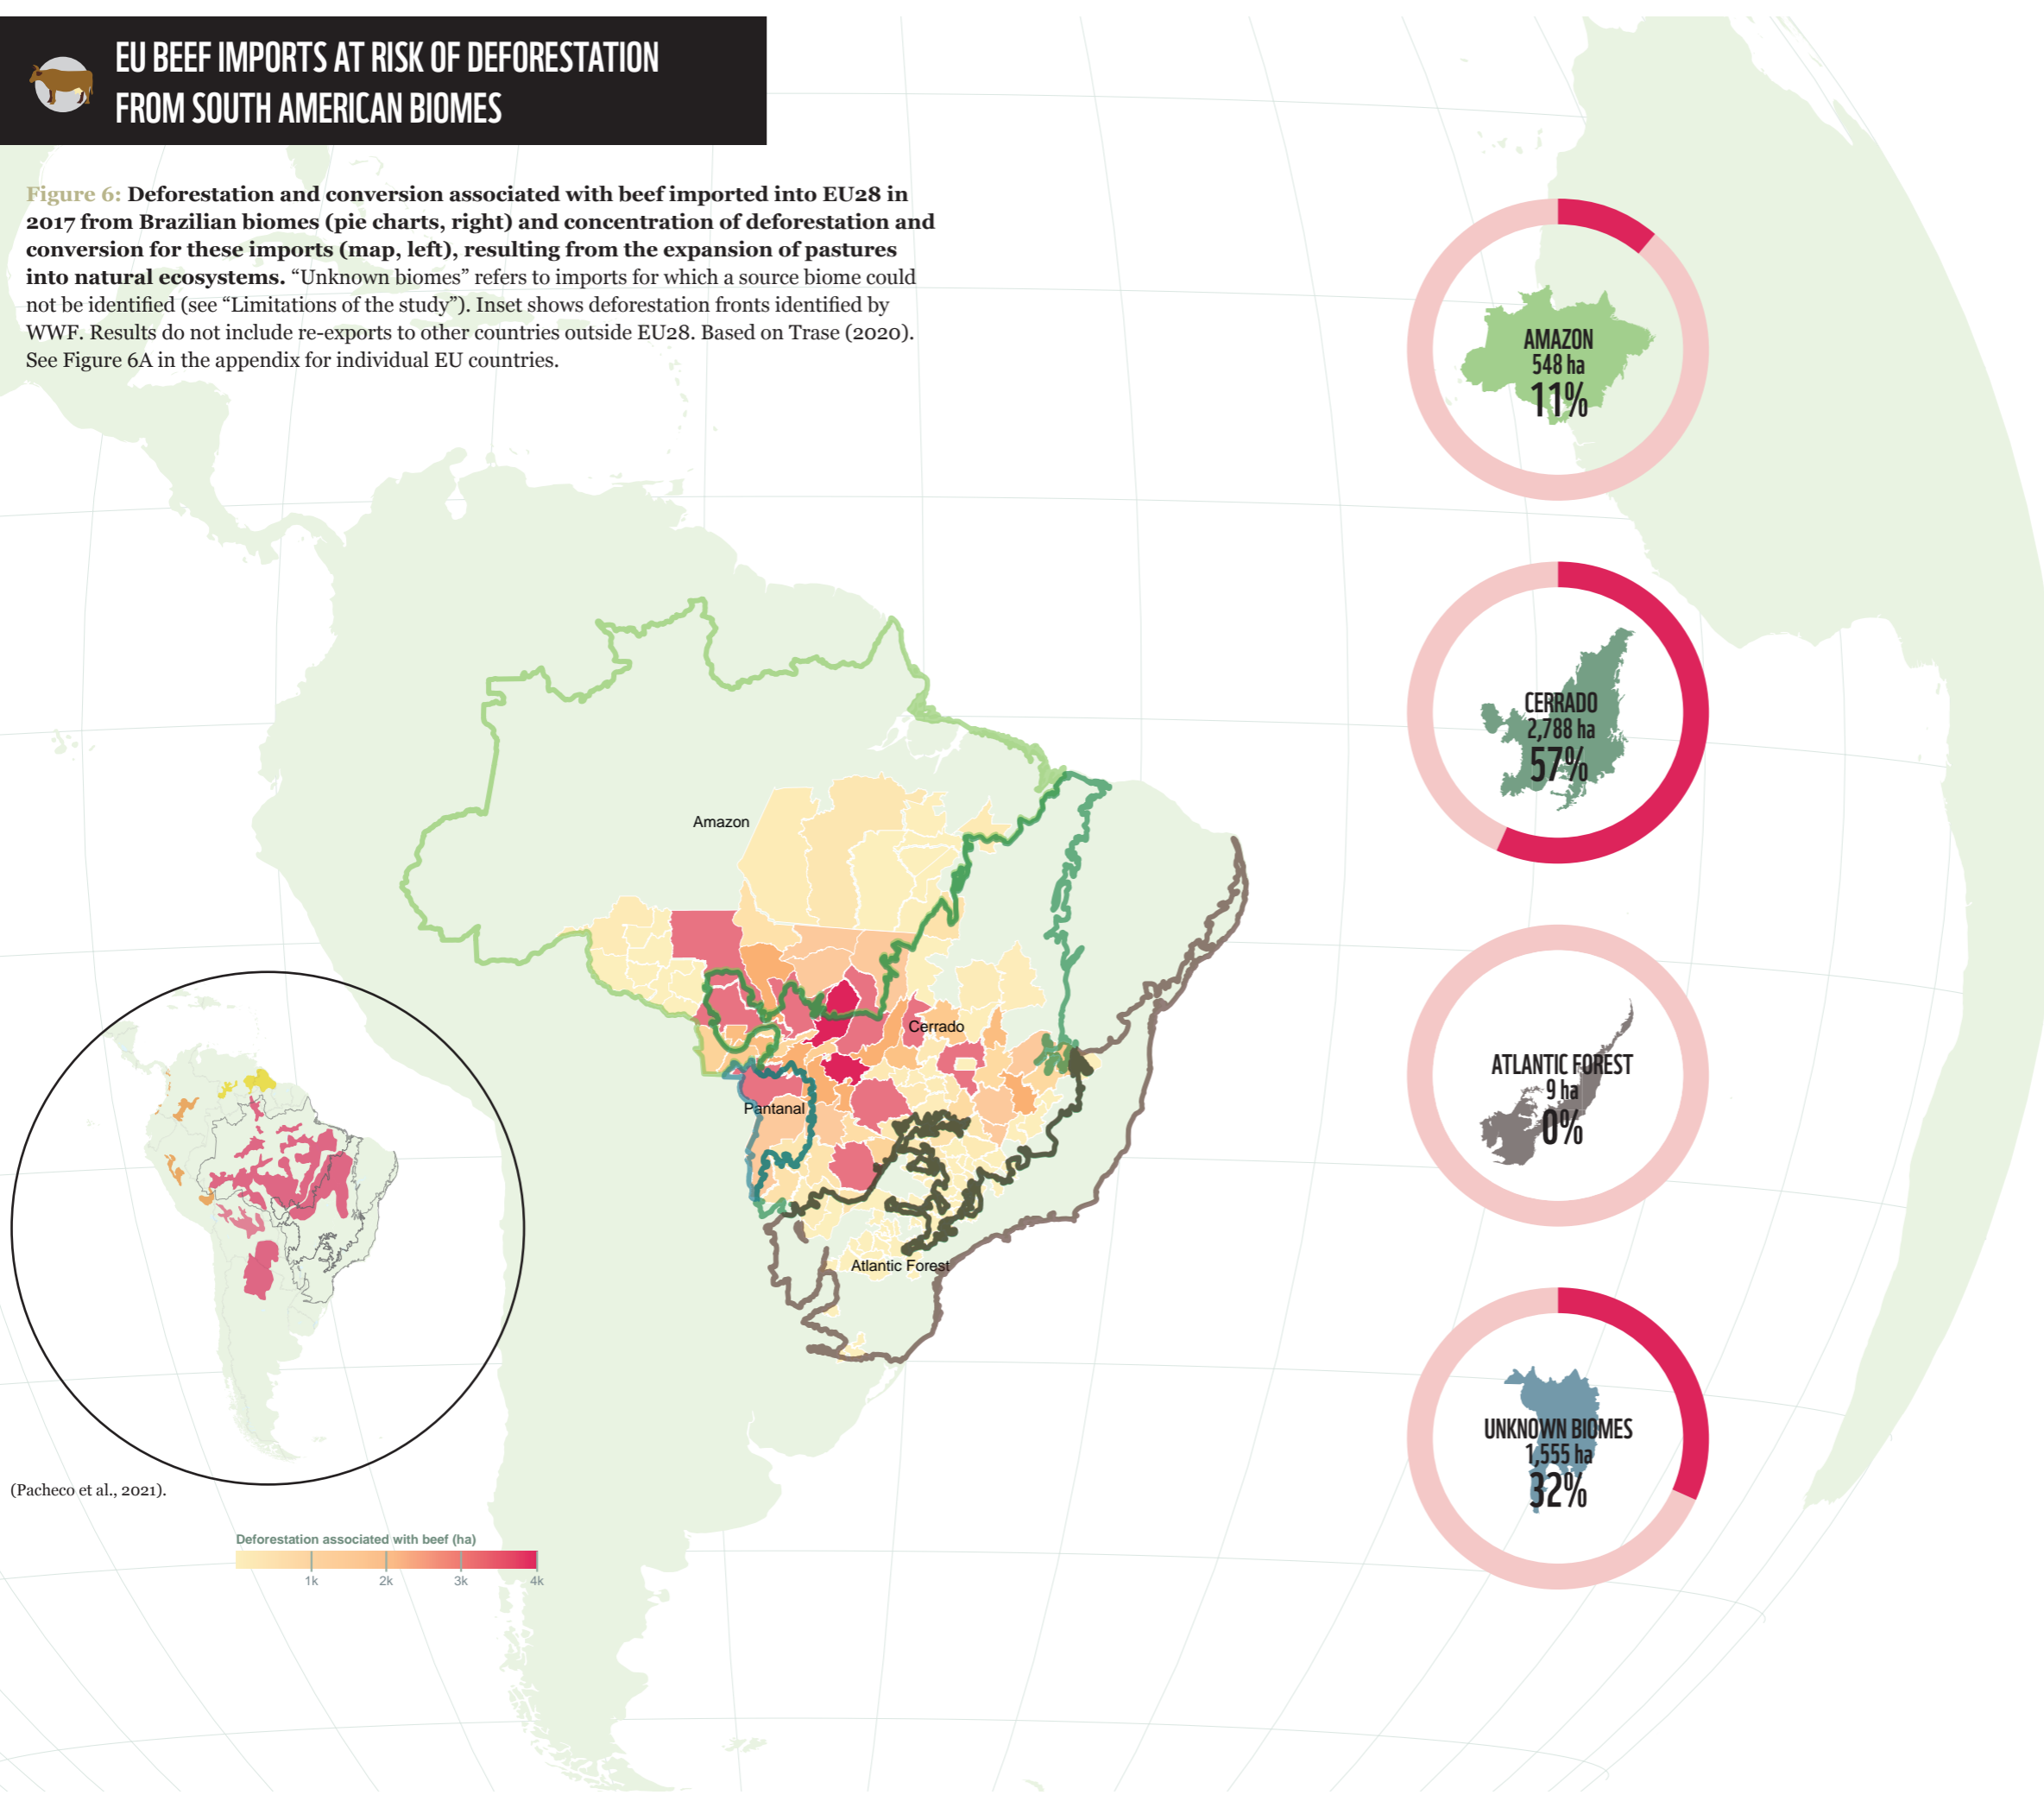 EU BEEF IMPORTS AT RISK OF DEFORESTATION
FROM SOUTH AMERICAN BIOMES
Figure 6: Deforestation and conversion associated with beef imported into EU28 in
2017 from Brazilian biomes (pie charts, right) and concentration of deforestation and
conversion for these imports (map, left), resulting from the expansion of pastures
into natural ecosystems. “Unknown biomes” refers to imports for which a source biome could
not be identified (see “Limitations of the study”). Inset shows deforestation fronts identified by
WWF. Results do not include re-exports to other countries outside EU28. Based on Trase (2020).
See Figure 6A in the appendix for individual EU countries.
AMAZON
548 ha
11%
CERRADO
2,788 ha
57%
ATLANTIC FOREST
9 ha
0%
UNKNOWN BIOMES
1,555 ha
32%
Amazon
Cerrado
Pantanal
Atlantic Forest
(Pacheco et al., 2021).
Deforestation associated with beef (ha)
1k 2k 3k 4k